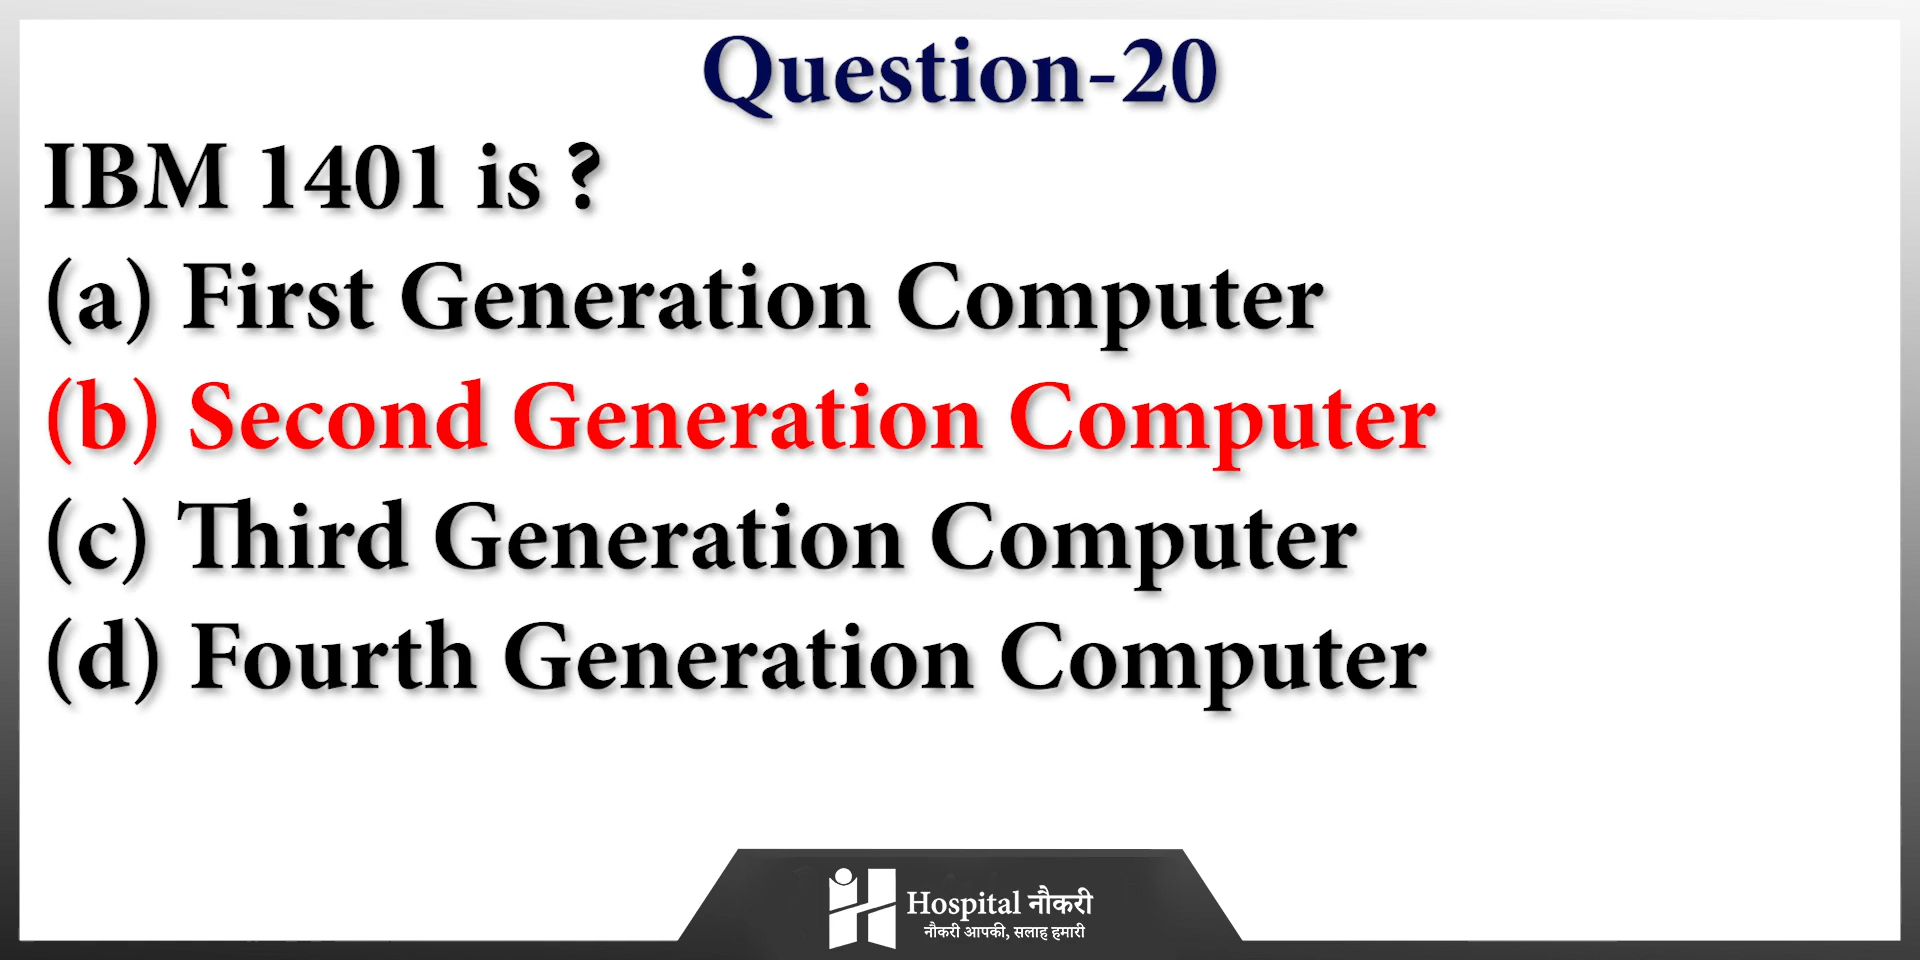 Question-20
IBM 1401 is ?
(a) First Generation Computer
(b) Second Generation Computer
(c) Third Generation Computer
(d) Fourth Generation Computer
Hospital नौकरी
नौकरी आपकी, सलाह हमारी